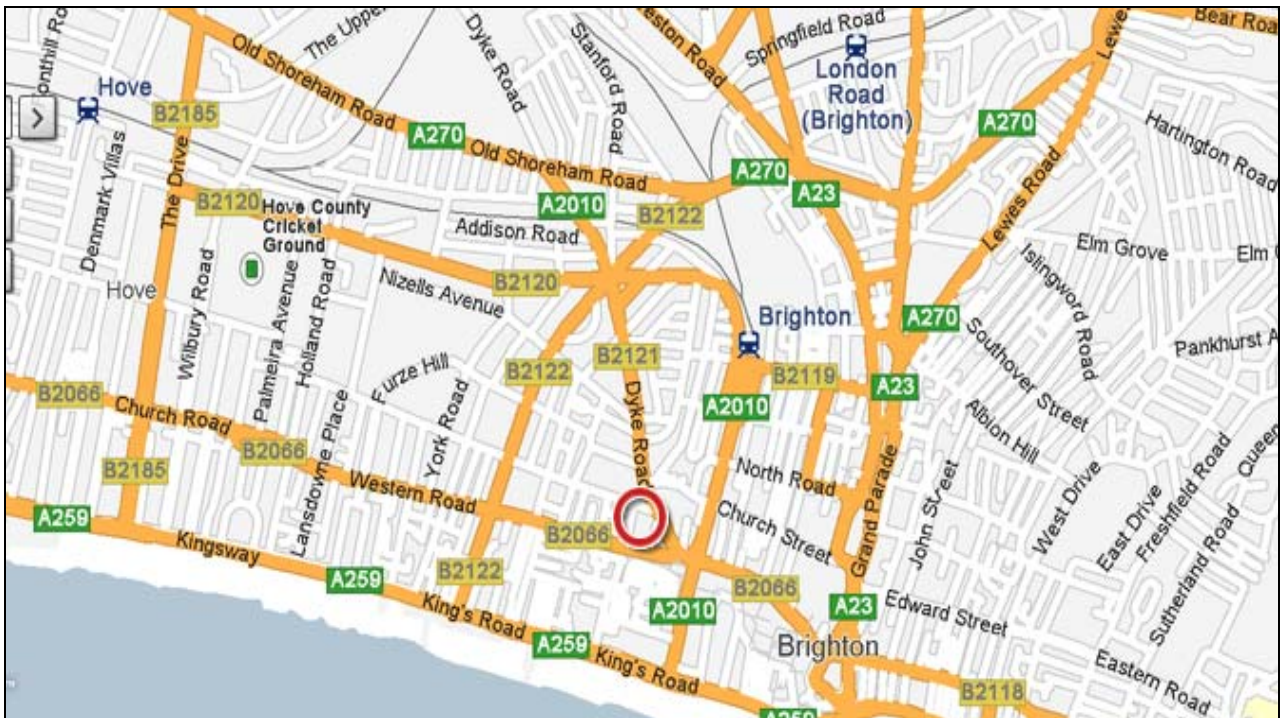 The Upper
Dyke Road
Stanford Road
Springfield Road
Bear Roa
Old Shoreham Road
London
Road
(Brighton)
Hove
B2185
A270
A270
Hartington Road
Denmark Villas
The Drive
Old Shoreham Road
A270
A23
Lewes Road
B2120
Hove County
Cricket
Ground
A2010
B2122
Addison Road
Elm Grove
Elm
Islingword Road
Hove
Wilbury Road
Palmeira Avenue
Holland Road
Nizells Avenue
B2120
Brighton
A270
Southover Street
Pankhurst A
Furze Hill
B2122
B2121
B2119
A23
B2066
Church Road
Lansdowne Place
York Road
Dyke Road
A2010
Albion Hill
B2066
B2185
Western Road
North Road
Grand Parade
John Street
West Drive
East Drive
Freshfield Road
Queen
Sutherland Road
A259
Kingsway
B2066
Church Street
A259
B2122
King's Road
A2010
B2066
A23
Edward Street
A259
King's Road
Brighton
Eastern Road
B2118
A259